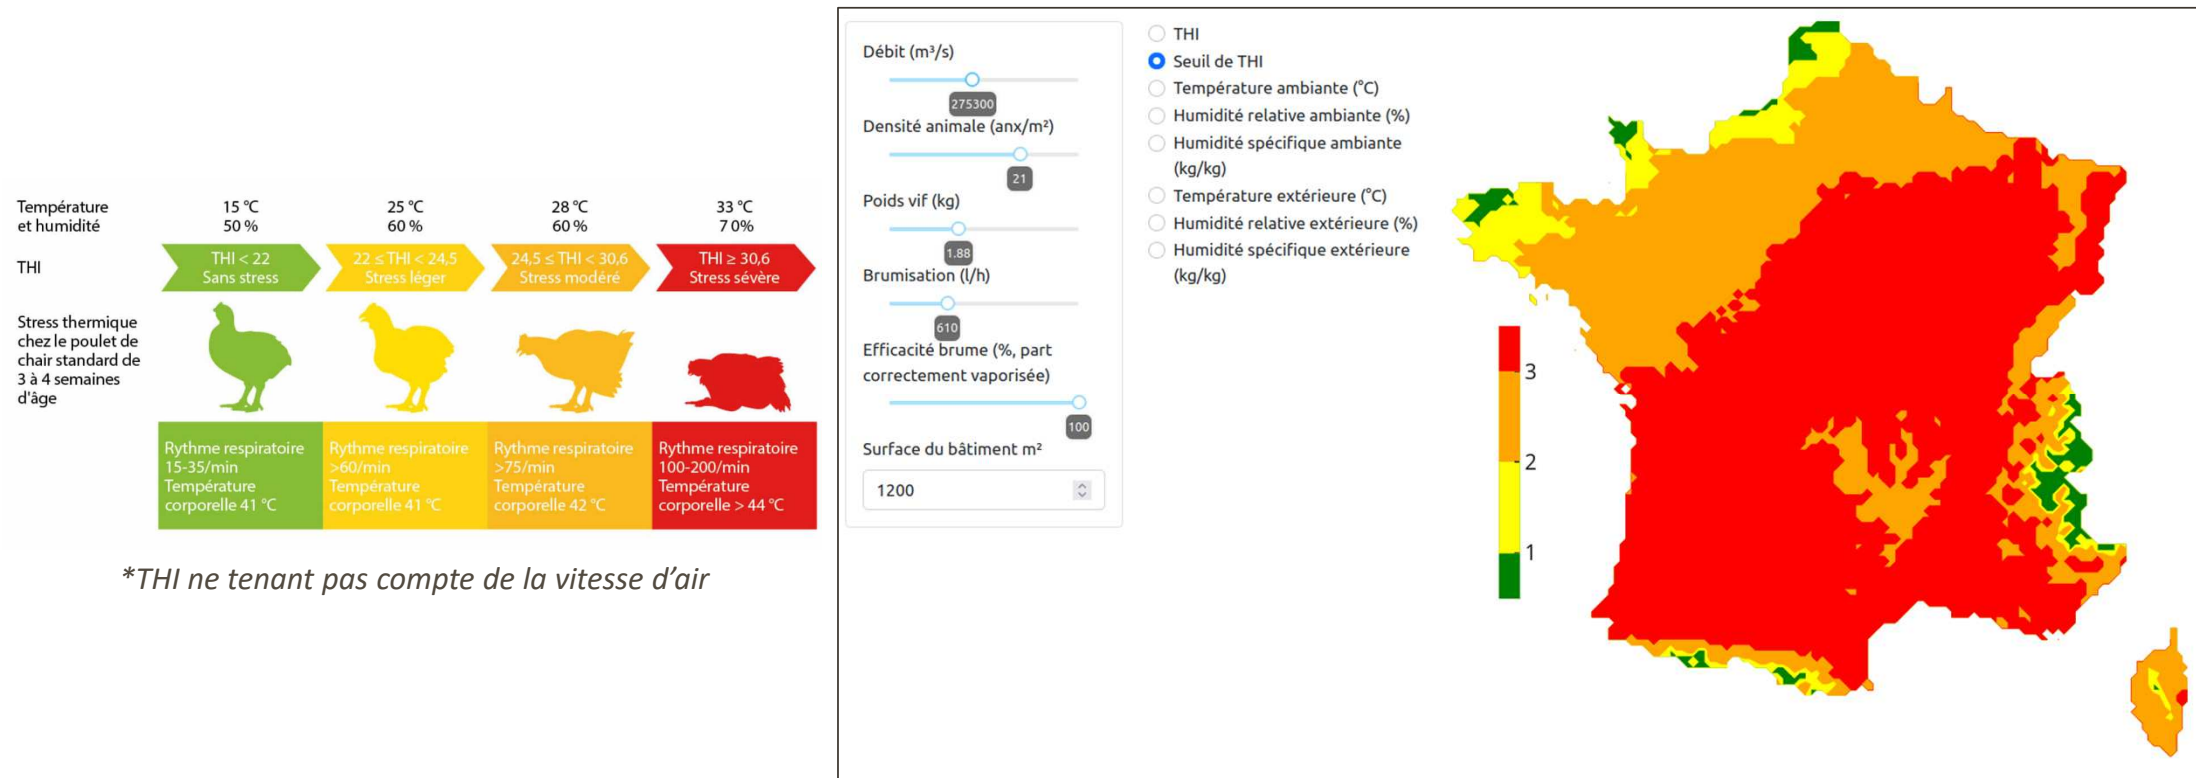 Température
et humidité
15 °C
50 %
25 °C
60 %
28 °C
60 %
33 °C
70%
THI
THI < 22
Sans stress
22 ≤ THI < 24,5
Stress léger
24,5 ≤ THI < 30,6
Stress modéré
THI ≥ 30,6
Stress sévère
Stress thermique
chez le poulet de
chair standard de
3 à 4 semaines
d'âge
Rythme respiratoire
15-35/min
Température
corporelle 41 °C
Rythme respiratoire
>60/min
Température
corporelle 41 °C
Rythme respiratoire
>75/min
Température
corporelle 42 °C
Rythme respiratoire
100-200/min
Température
corporelle > 44 °C
*THI ne tenant pas compte de la vitesse d'air
Débit (m³/s)
275300
Densité animale (anx/m²)
21
Poids vif (kg)
1.88
Brumisation (l/h)
610
Efficacité brume (%, part
correctement vaporisée)
100
Surface du bâtiment m²
1200
THI
Seuil de THI
Température ambiante (°C)
Humidité relative ambiante (%)
Humidité spécifique ambiante
(kg/kg)
Température extérieure (°C)
Humidité relative extérieure (%)
Humidité spécifique extérieure
(kg/kg)
3
2
1